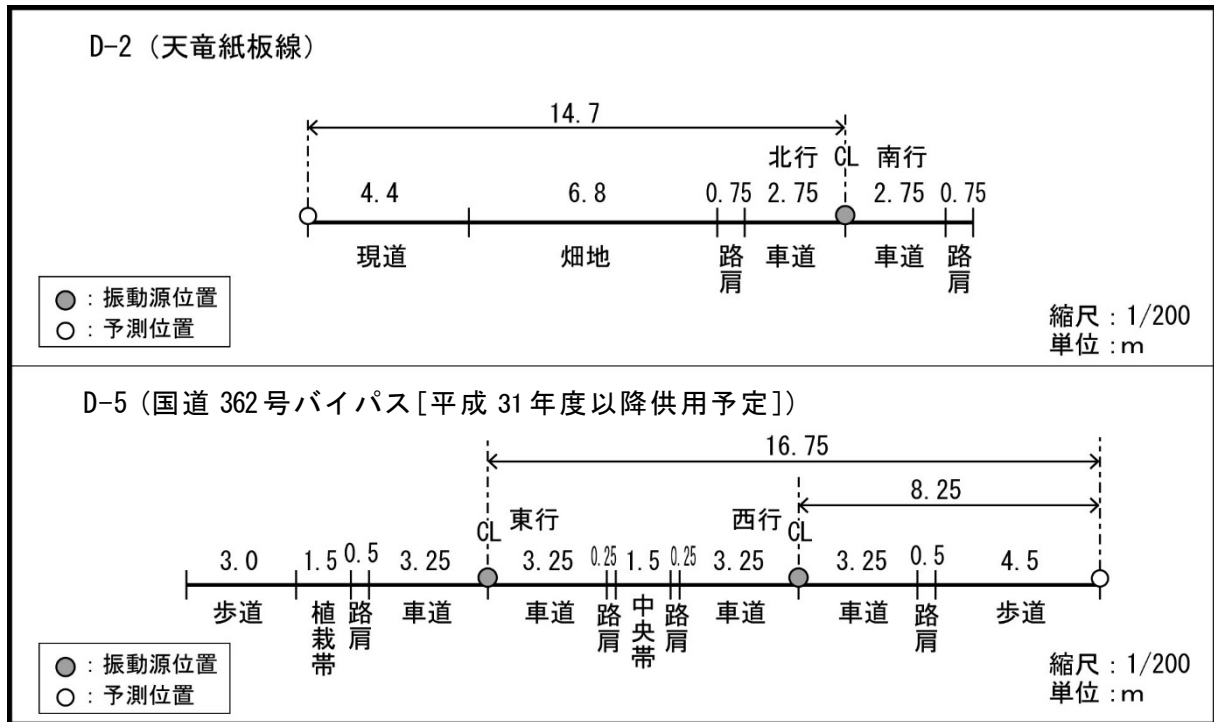 D-2（天竜紙板線）
14.7
北行 CL 南行
4.4 6.8 0.75 2.75 2.75 0.75
現道 畑地 路肩 車道 車道 路肩
：振動源位置
：予測位置
縮尺：1/200
単位：m
D-5（国道 362号バイパス[平成 31年度以降供用予定]）
16.75
8.25
CL 東行 西行 CL
3.0 1.5 0.5 3.25 3.25 0.25 1.5 0.25 3.25 3.25 0.5 4.5
歩道 植栽帯 路肩 車道 車道 路肩 中央帯 路肩 車道 車道 路肩 歩道
：振動源位置
：予測位置
縮尺：1/200
単位：m